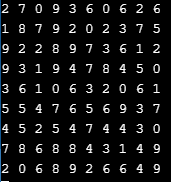 2 7 0 9 3 6 0 6 2 6
1 8 7 9 2 0 2 3 7 5
9 2 2 8 9 7 3 6 1 2
9 3 1 9 4 7 8 4 5 0
3 6 1 0 6 3 2 0 6 1
5 5 4 7 6 5 6 9 3 7
4 5 2 5 4 7 4 4 3 0
7 8 6 8 8 4 3 1 4 9
2 0 6 8 9 2 6 6 4 9